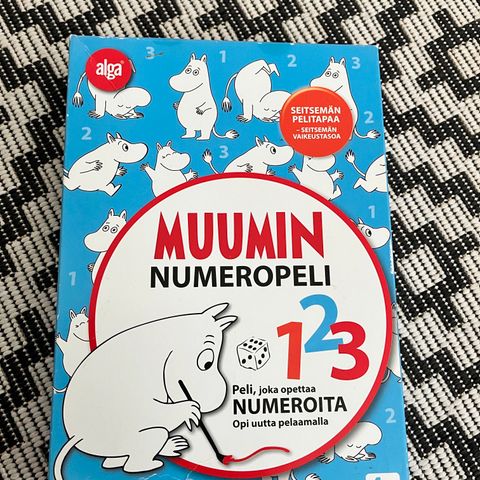 alga
SEITSEMÄN
PELITAPAA
– SEITSEMÄN
VAIKEUSTASOA
MUUMIN
NUMEROPELI
123
Peli, joka opettaa
NUMEROITA
Opi uutta pelaamalla